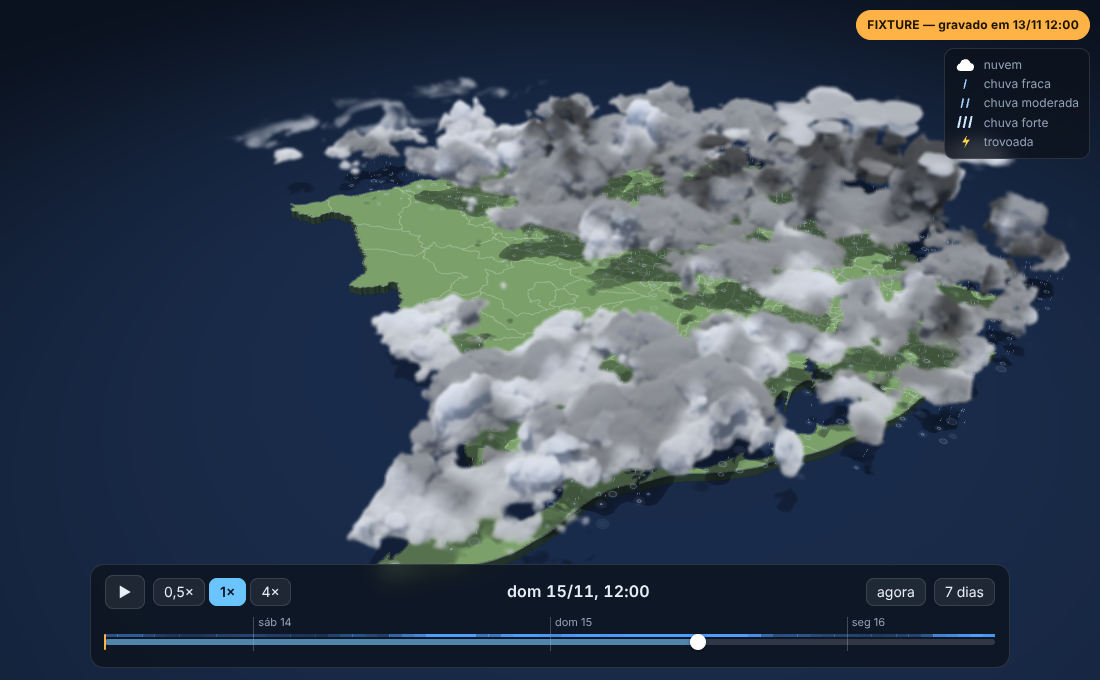 FIXTURE — gravado em 13/11 12:00
nuvem
chuva fraca
chuva moderada
chuva forte
trovoada
0,5×
1×
4×
dom 15/11, 12:00
agora
7 dias
sáb 14
dom 15
seg 16